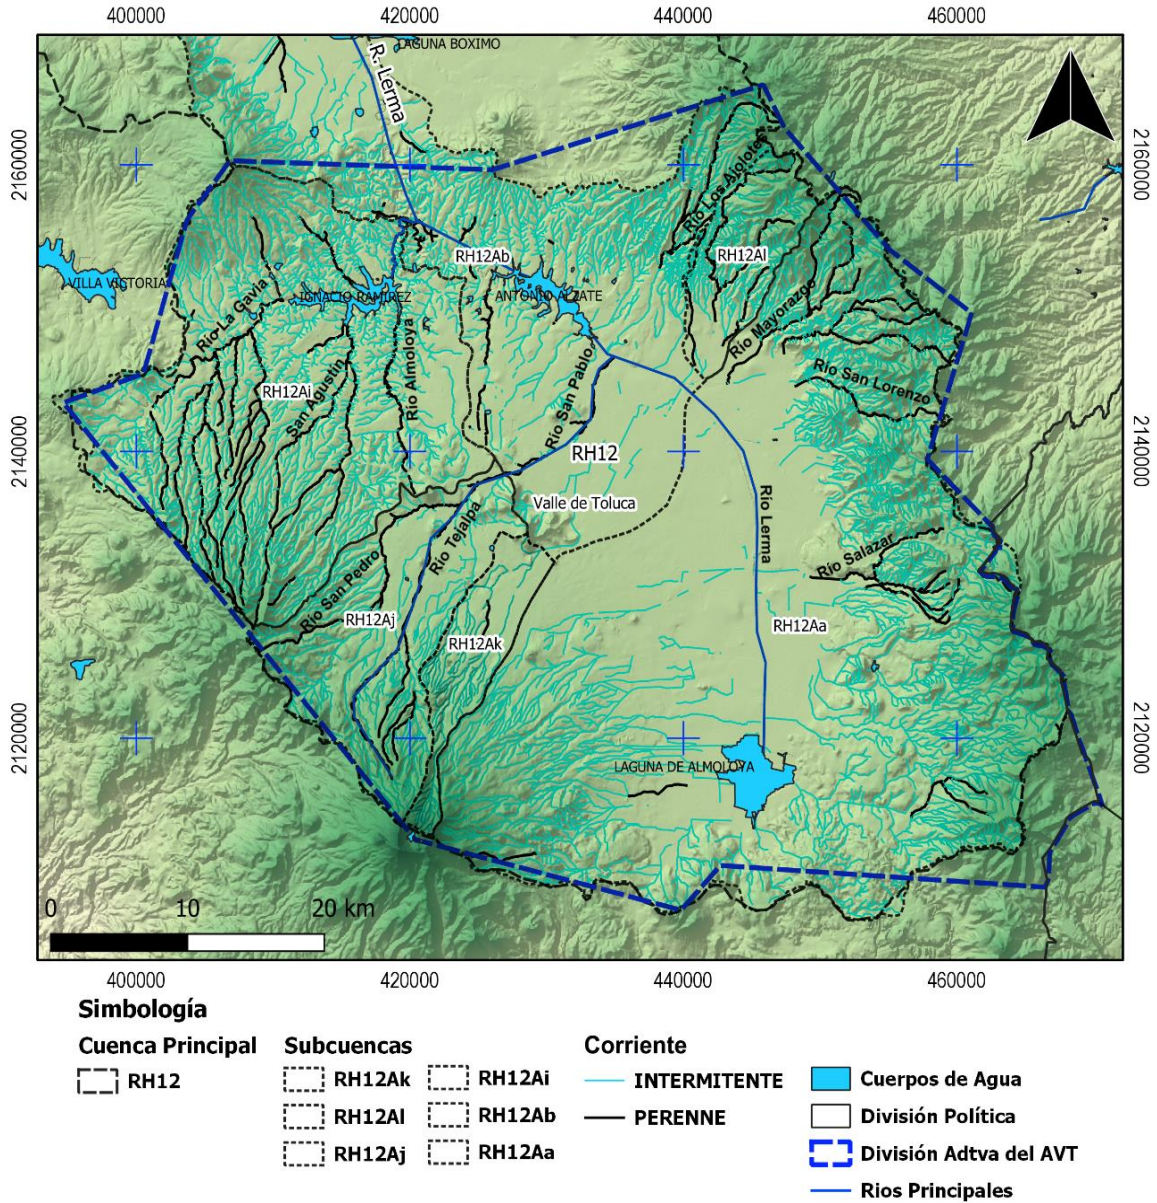 400000 420000 440000 460000
LAGUNA BOXIMO
R. Lerma
2160000
2160000
Río Los Ajolotes
RH12Ab
RH12Al
VILLA VICTORIA
IGNACIO RAMIREZ
ANTONIO ALZATE
Río La Gavia
Río Mayorazgo
Río Almoloya
Río San Pablo
Río San Lorenzo
RH12Ai
San Agustín
2140000
RH12
2140000
Valle de Toluca
Río Tejalpa
Río Lerma
Río Salazar
Río San Pedro
RH12Aj
RH12Ak
RH12Aa
2120000
2120000
LAGUNA DE ALMOLOYA
0 10 20 km
400000 420000 440000 460000
Simbología
Cuenca Principal
RH12
Subcuencas
RH12Ak
RH12Al
RH12Aj
RH12Ai
RH12Ab
RH12Aa
Corriente
INTERMITENTE
PERENNE
Cuerpos de Agua
División Política
División Adtva del AVT
Rios Principales